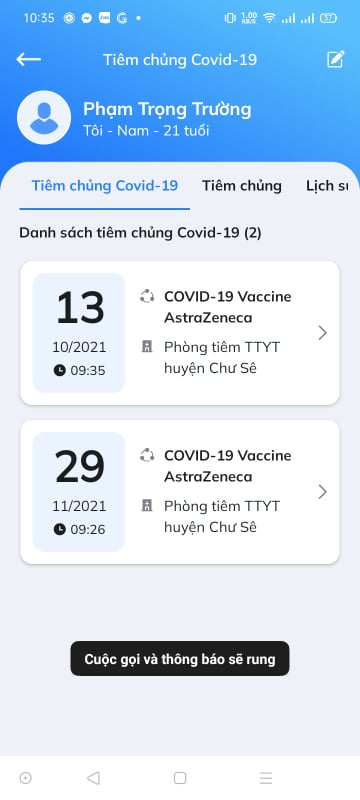 10:35
1.00
KB/S
37
Tiêm chủng Covid-19
Phạm Trọng Trường
Tôi - Nam - 21 tuổi
Tiêm chủng Covid-19 Tiêm chủng Lịch sử
Danh sách tiêm chủng Covid-19 (2)
13
10/2021
09:35
COVID-19 Vaccine
AstraZeneca
Phòng tiêm TTYT
huyện Chư Sê
29
11/2021
09:26
COVID-19 Vaccine
AstraZeneca
Phòng tiêm TTYT
huyện Chư Sê
Cuộc gọi và thông báo sẽ rung